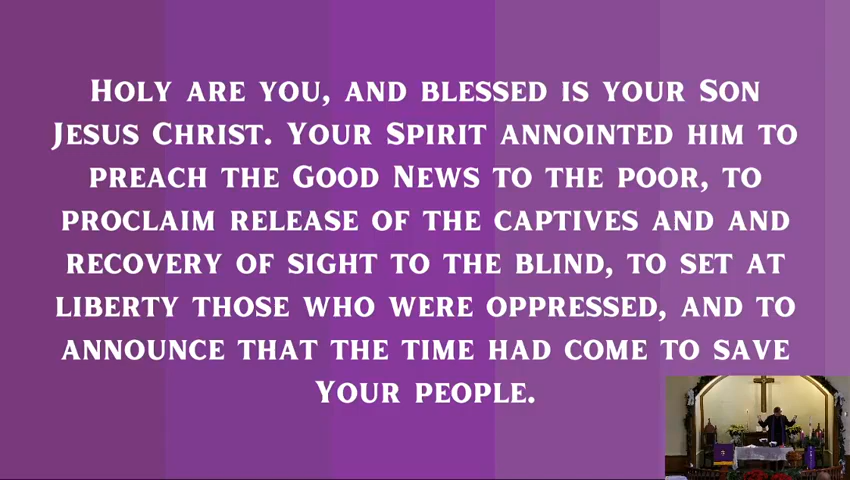 Holy are you, and blessed is your Son
Jesus Christ. Your Spirit annointed him to
preach the Good News to the poor, to
proclaim release of the captives and and
recovery of sight to the blind, to set at
liberty those who were oppressed, and to
announce that the time had come to save
Your people.